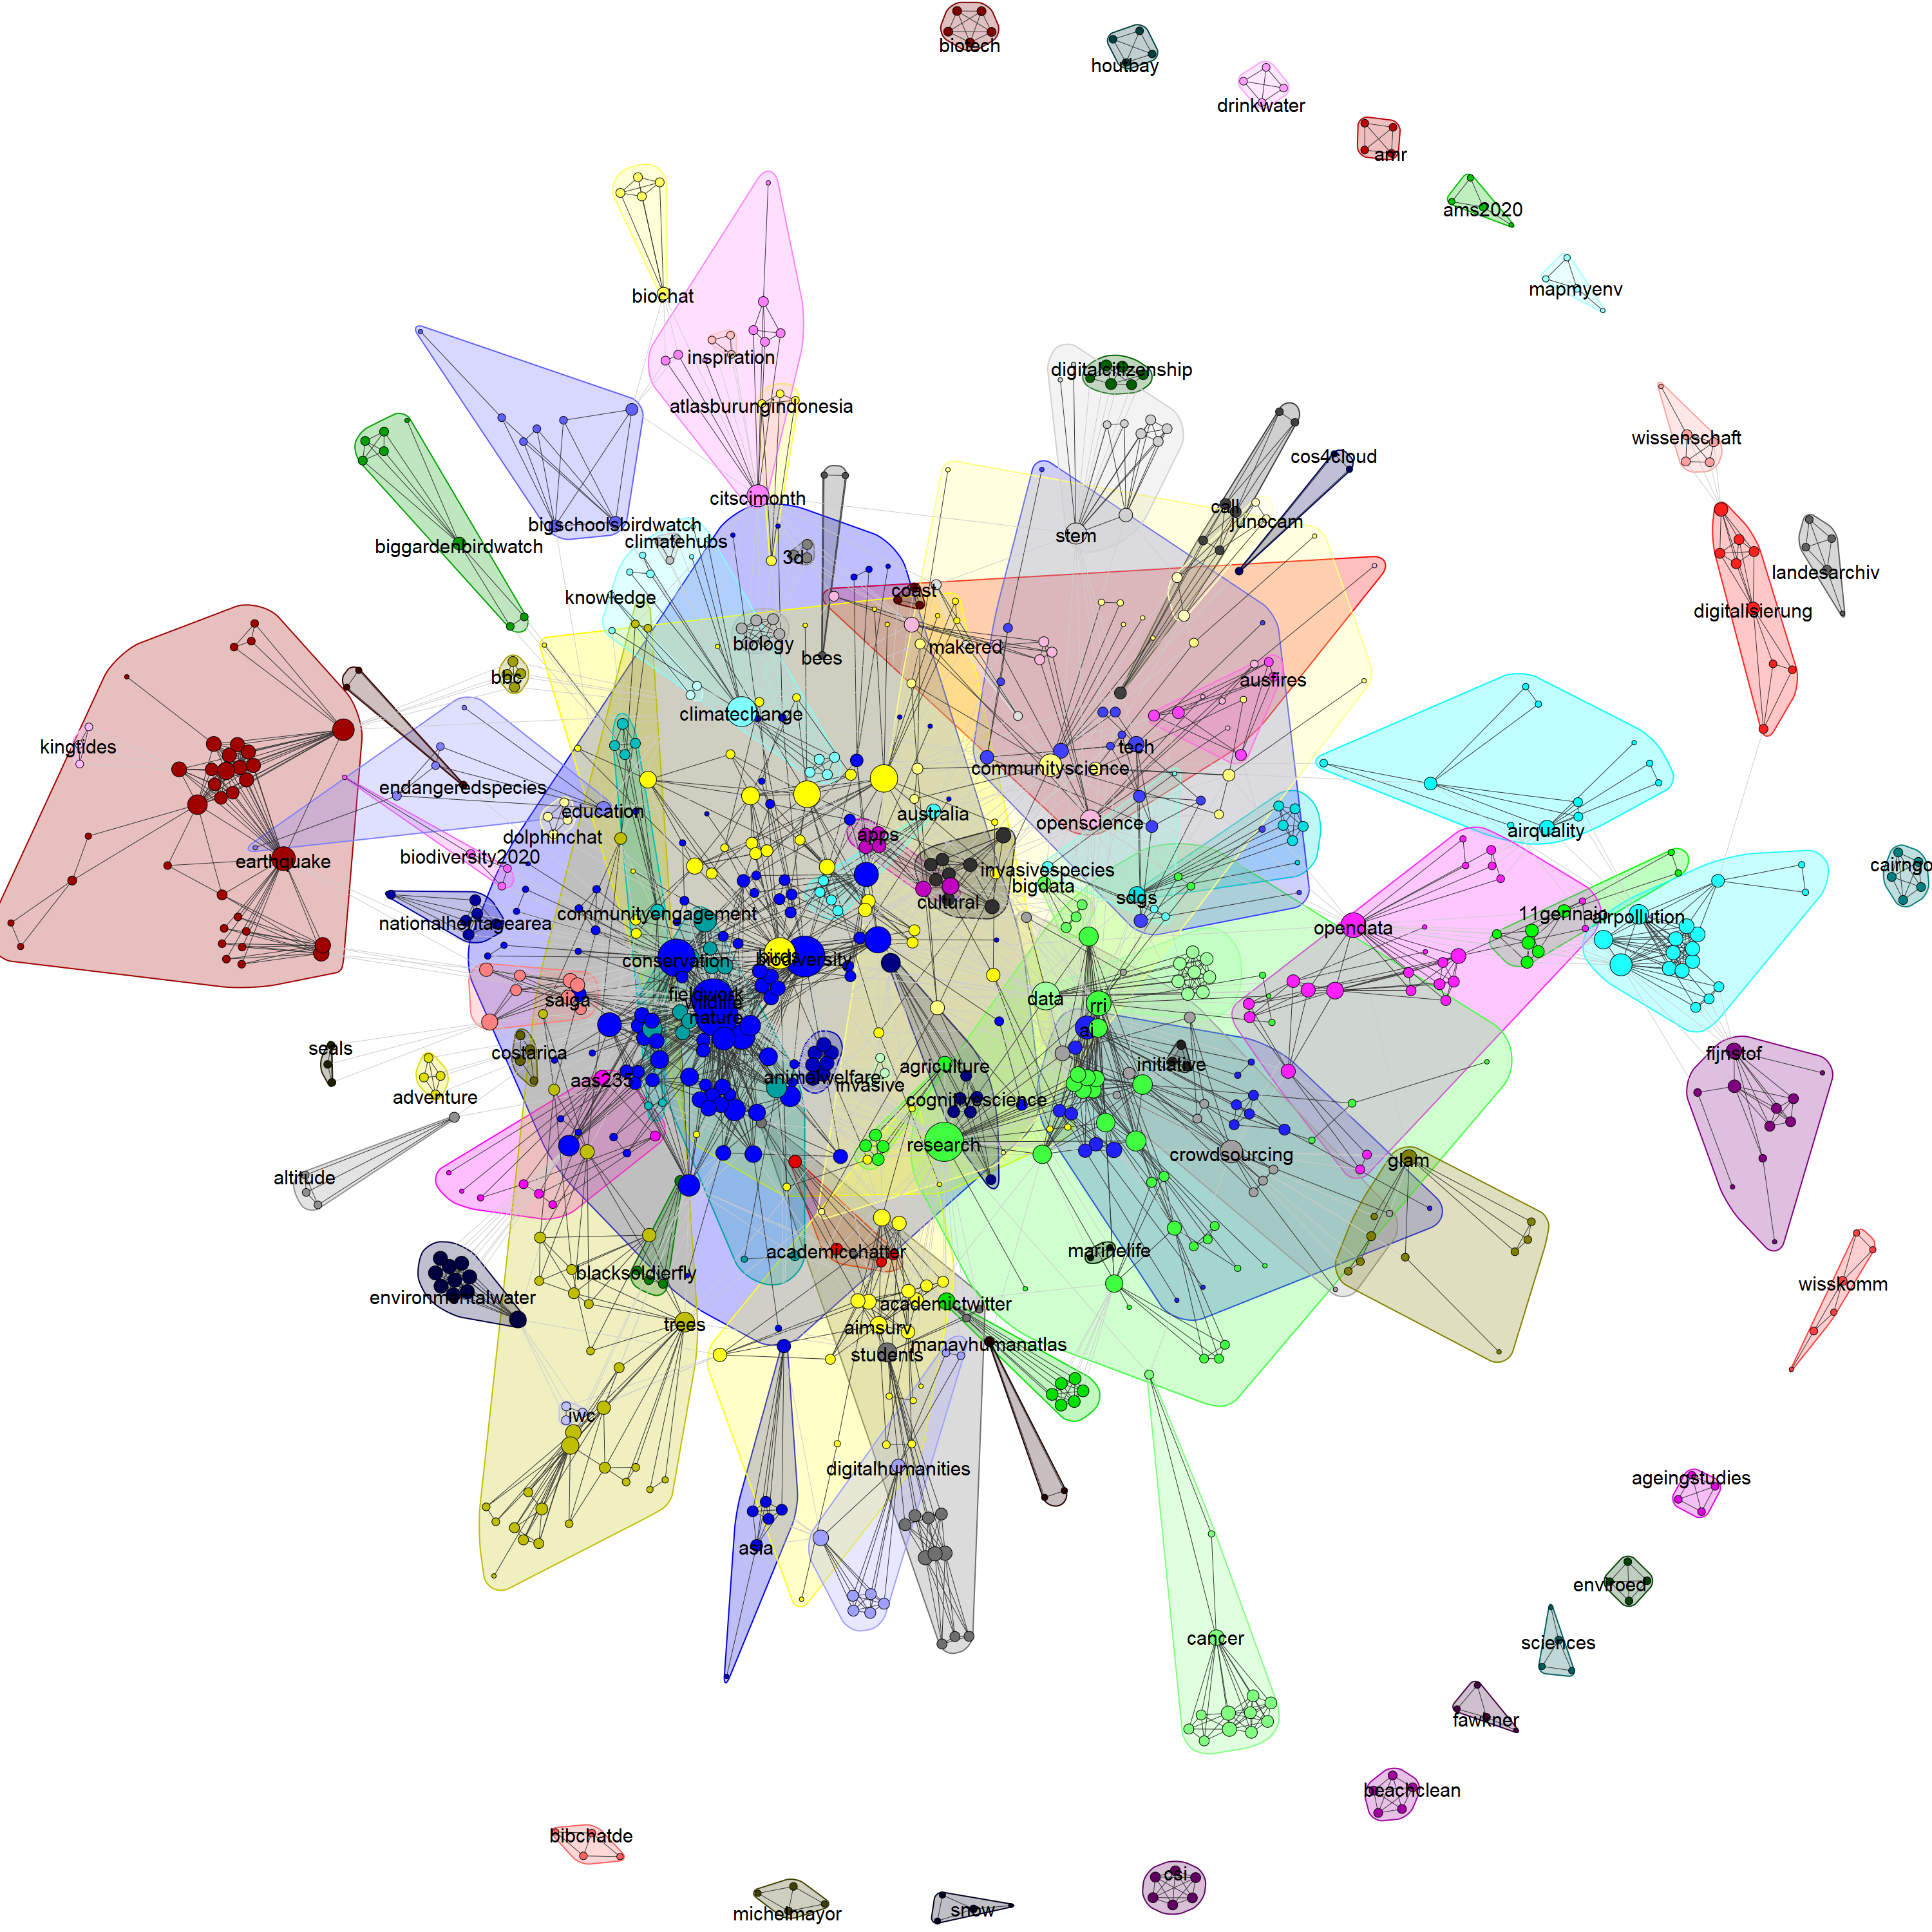 biotech
houtbay
drinkwater
amr
ams2020
mapmyenv
biochat
inspiration
digitalcitizenship
atlasburungindonesia
wissenschaft
cos4cloud
citscimonth
call
junocam
bigschoolsbirdwatch
stem
climatehubs
biggardenbirdwatch
3d
landesarchiv
coast
knowledge
digitalisierung
biology
makered
bees
bbc
ausfires
climatechange
kingtides
tech
communityscience
endangeredspecies
education
australia
openscience
airquality
apps
dolphinchat
biodiversity2020
earthquake
invasivespecies
cairngo
bigdata
sdgs
cultural
communityengagement
11gennaio
airpollution
nationalheritagearea
opendata
conservation
birds
biodiversity
fieldwork
saiga
data
wildlife
rri
nature
ai
seals
costarica
fijnstof
initiative
agriculture
aas235
animalwelfare
invasive
adventure
cognitivescience
research
crowdsourcing
glam
altitude
academicchatter
marinelife
blacksoldierfly
wisskomm
environmentalwater
academictwitter
trees
aimsurv
manavhumanatlas
students
iwc
digitalhumanities
ageingstudies
asia
enviroed
cancer
sciences
fawkner
beachclean
bibchatde
csi
michelmayor
snow